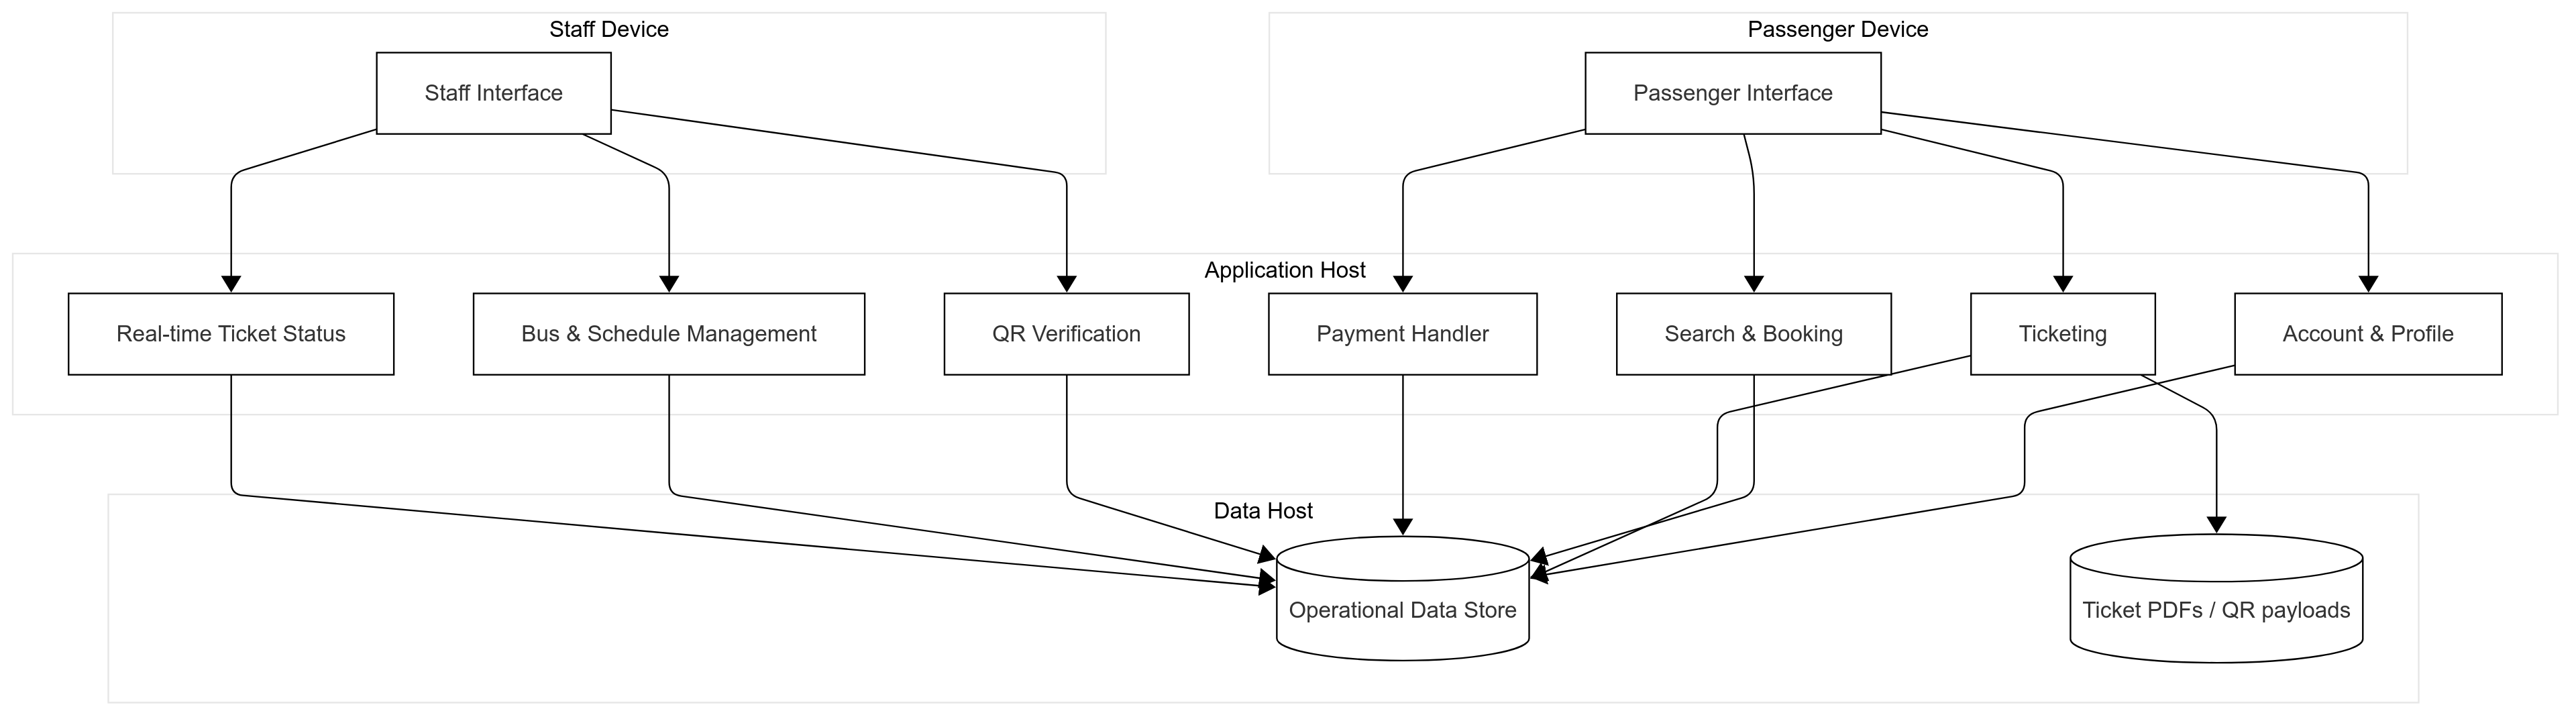 Staff Device
Passenger Device
Staff Interface
Passenger Interface
Application Host
Real-time Ticket Status
Bus & Schedule Management
QR Verification
Payment Handler
Search & Booking
Ticketing
Account & Profile
Data Host
Operational Data Store
Ticket PDFs / QR payloads